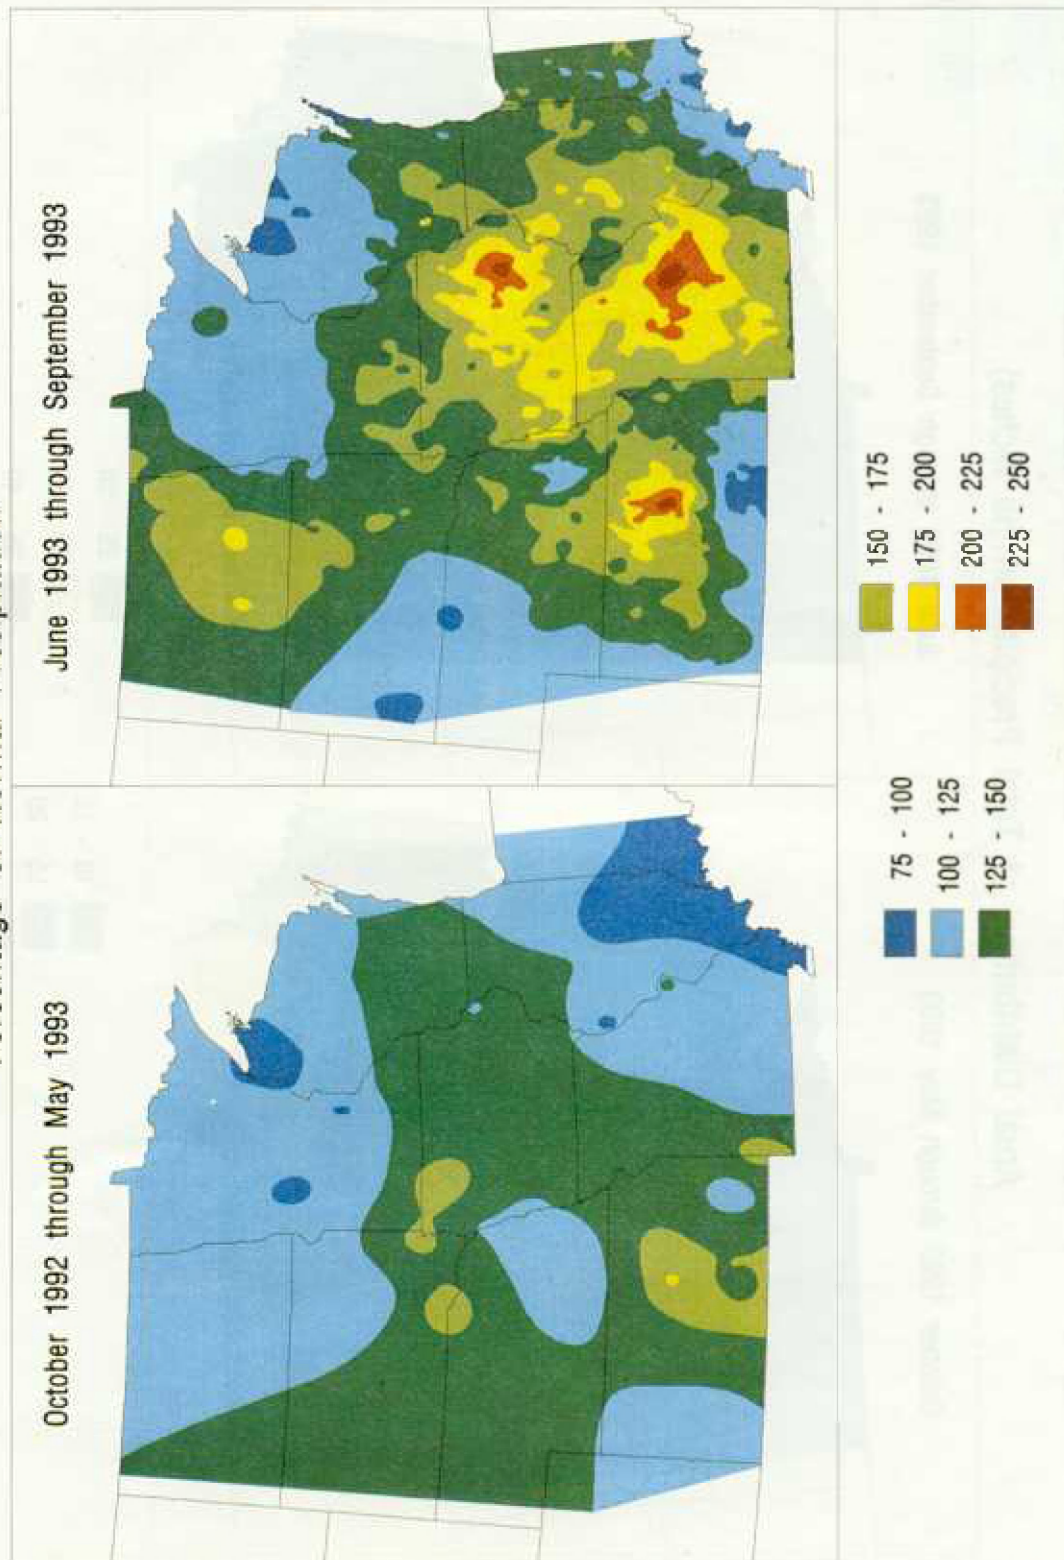 October 1992 through May 1993
June 1993 through September 1993
75 - 100
100 - 125
125 - 150
150 - 175
175 - 200
200 - 225
225 - 250